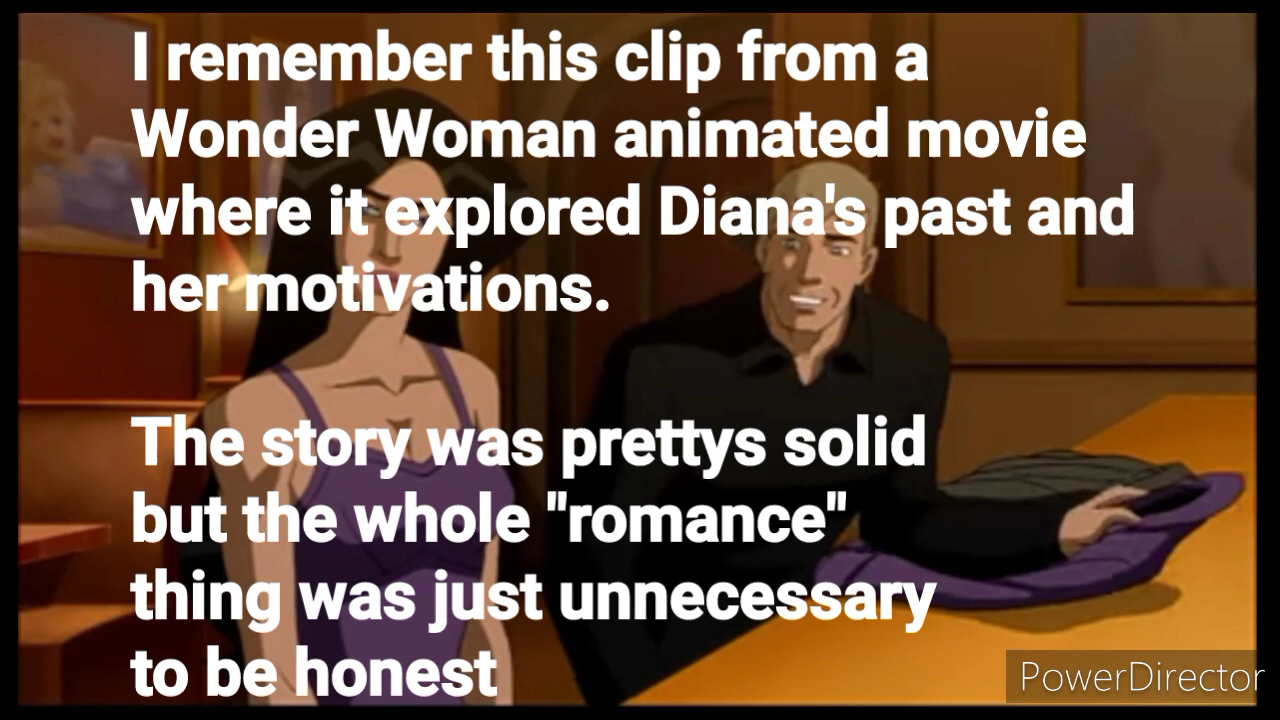 I remember this clip from a
Wonder Woman animated movie
where it explored Diana's past and
her motivations.
The story was prettys solid
but the whole "romance"
thing was just unnecessary
to be honest
PowerDirector